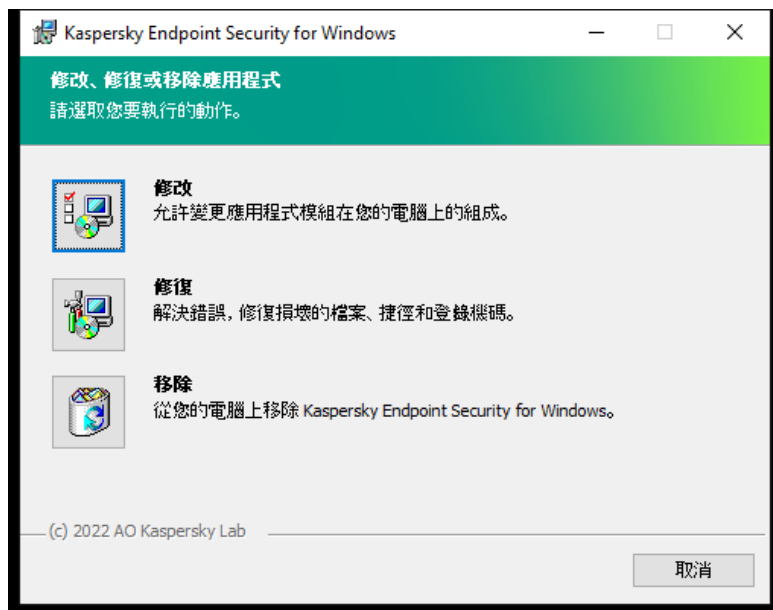 Kaspersky Endpoint Security for Windows
修改、修復或移除應用程式
請選取您要執行的動作。
修改
允許變更應用程式模組在您的電腦上的組成。
修復
解決錯誤，修復損壞的檔案、捷徑和登錄機碼。
移除
從您的電腦上移除 Kaspersky Endpoint Security for Windows。
(c) 2022 AO Kaspersky Lab
取消